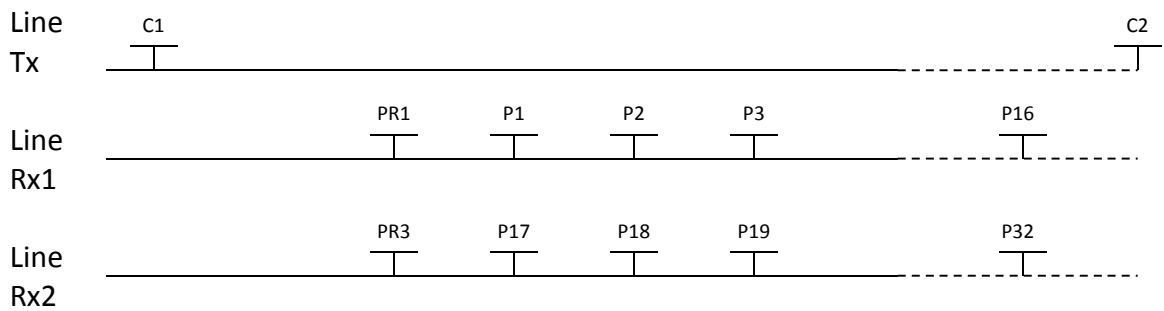 Line
Tx
C1
C2
Line
Rx1
PR1
P1
P2
P3
P16
Line
Rx2
PR3
P17
P18
P19
P32